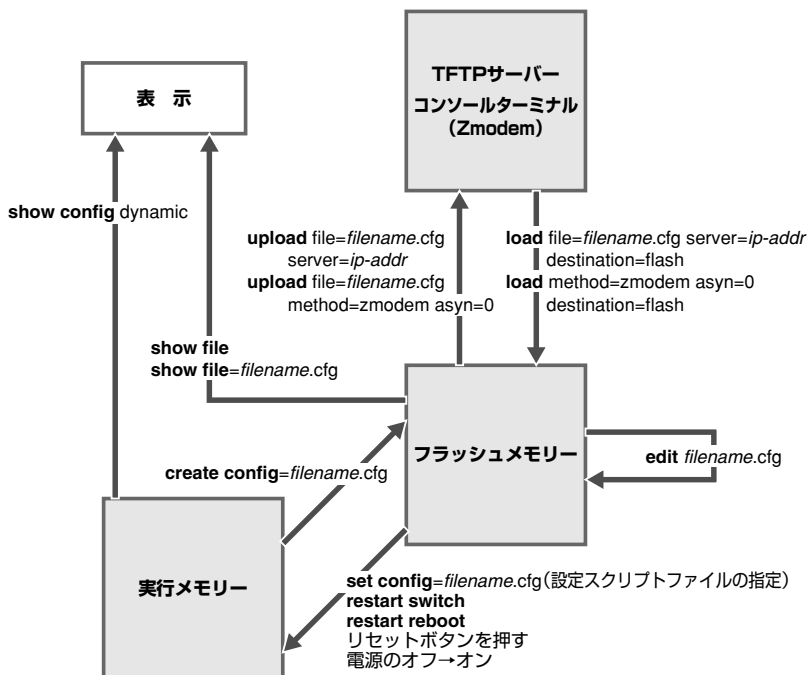 TFTPサーバー
コンソールターミナル
（Zmodem）
表 示
show config dynamic
upload file=filename.cfg
server=ip-addr
upload file=filename.cfg
method=zmodem asyn=0
load file=filename.cfg server=ip-addr
destination=flash
load method=zmodem asyn=0
destination=flash
show file
show file=filename.cfg
フラッシュメモリー
edit filename.cfg
create config=filename.cfg
実行メモリー
set config=filename.cfg（設定スクリプトファイルの指定）
restart switch
restart reboot
リセットボタンを押す
電源のオフ→オン